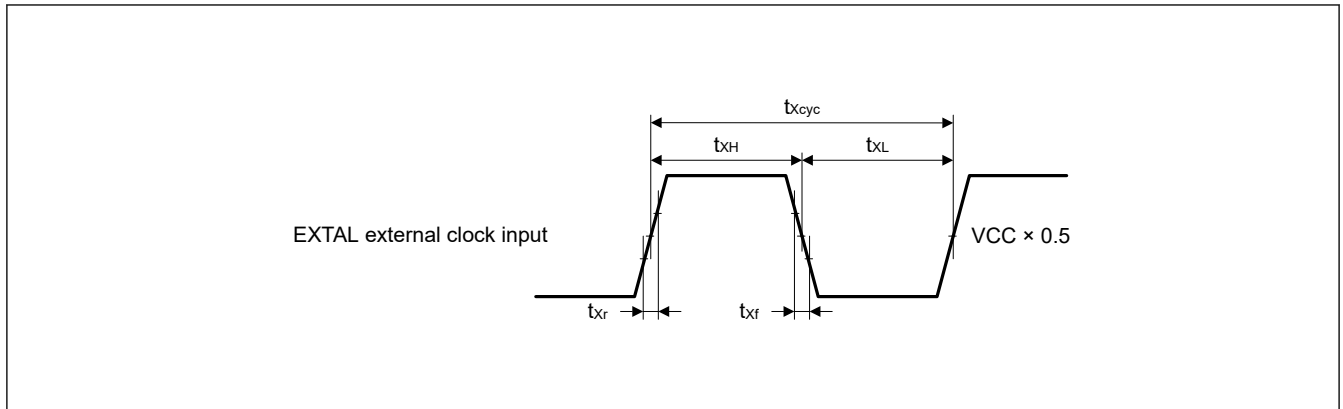 tXcyc
tXH
tXL
EXTAL external clock input
VCC × 0.5
tXr
tXf